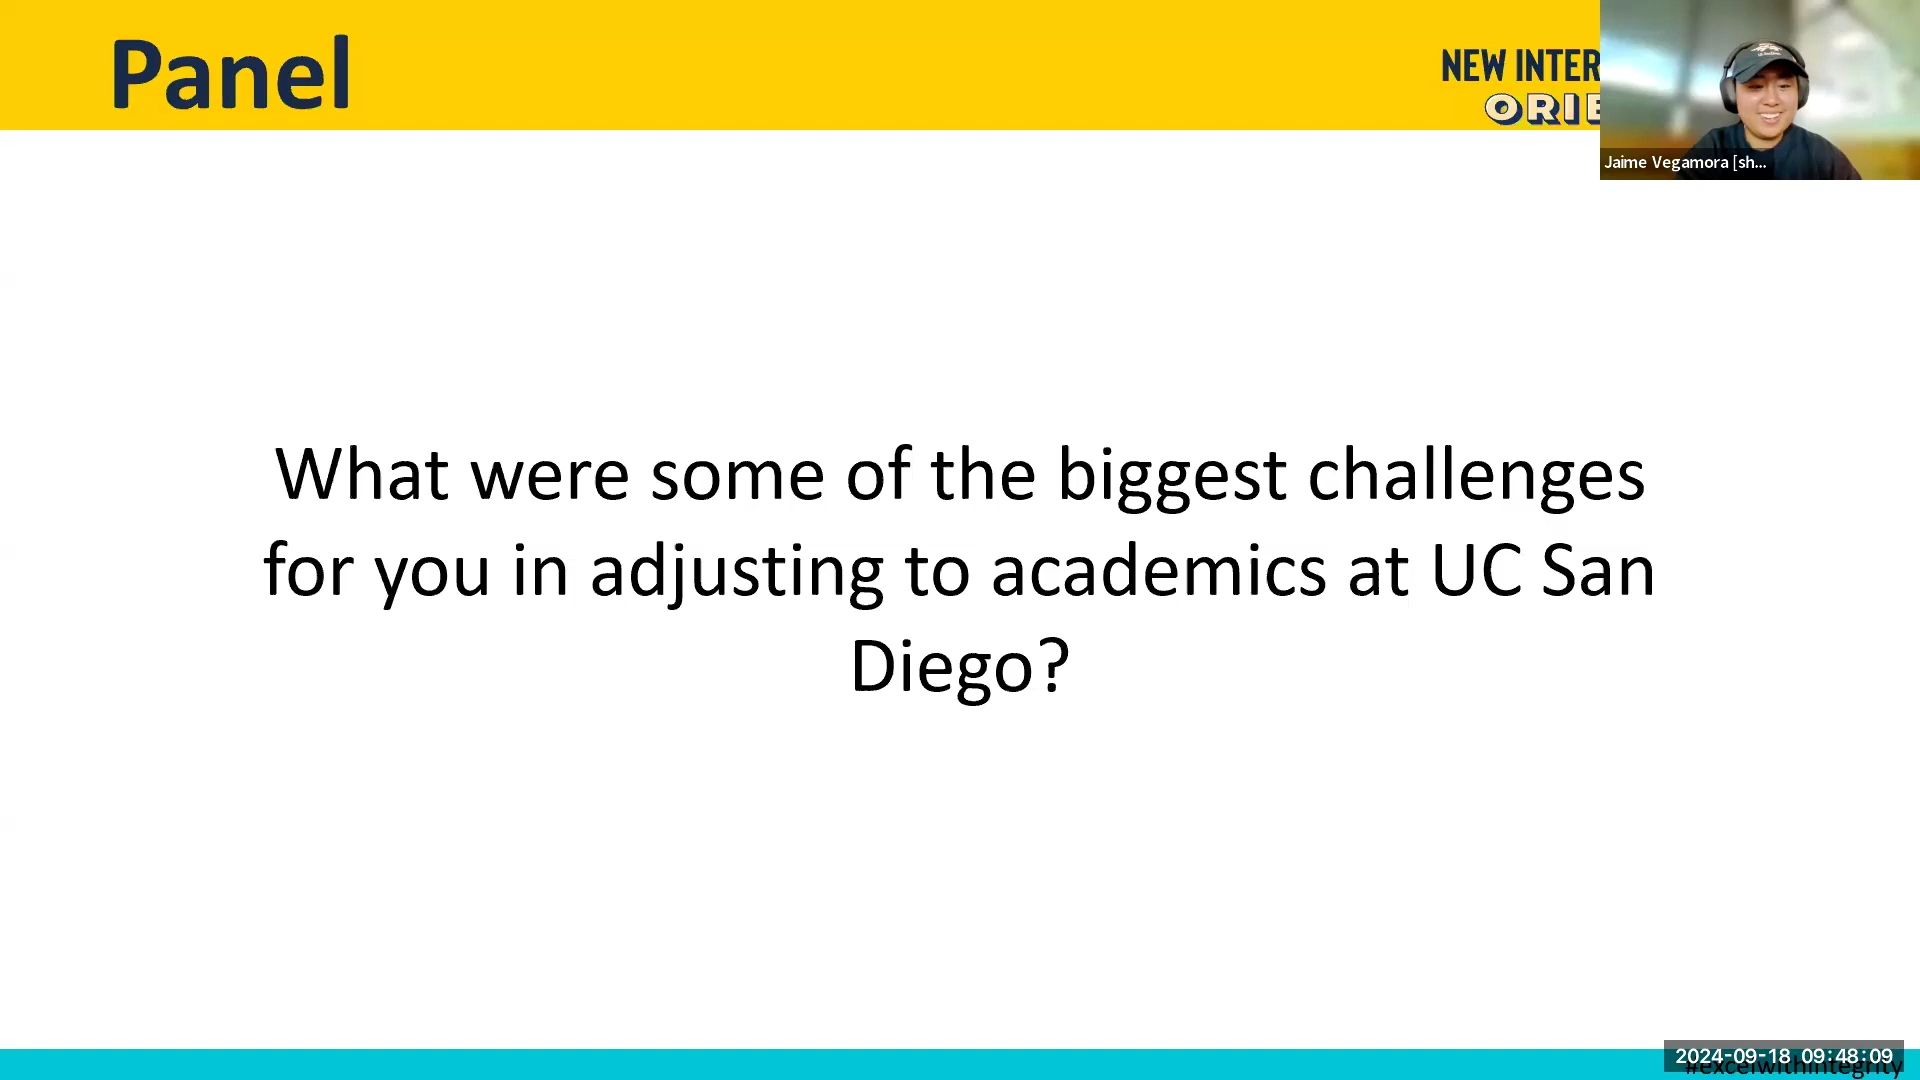 Panel
NEW INTER
ORIE
Jaime Vegamora [sh...
What were some of the biggest challenges
for you in adjusting to academics at UC San
Diego?
2024-09-18 09:48:09
#excelwithintegrity